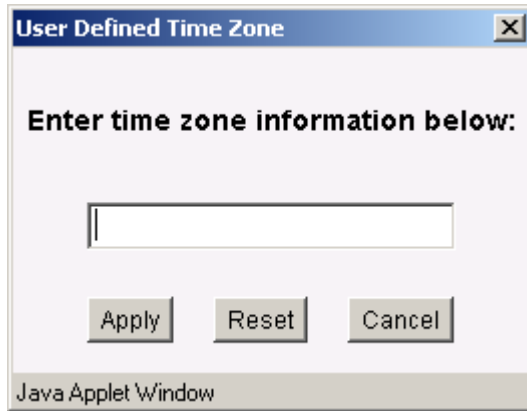 User Defined Time Zone
Enter time zone information below:
Apply Reset Cancel
Java Applet Window